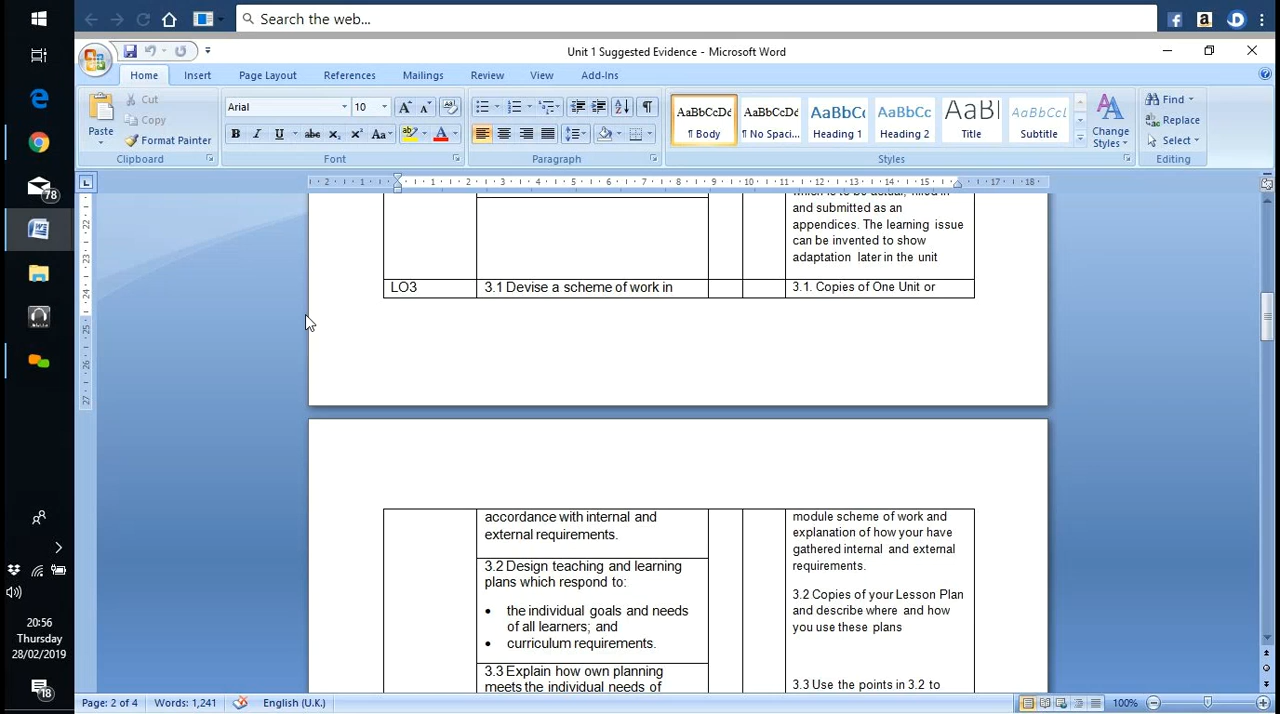 Search the web...
Unit 1 Suggested Evidence - Microsoft Word
Home Insert Page Layout References Mailings Review View Add-Ins
Paste
Cut
Copy
Format Painter
Clipboard
Arial 10
Font
Paragraph
AaBbCcDd AaBbCcDd AaBbCc AaBbCc AaBl AaBbCcl
¶ Body ¶ No Spaci... Heading 1 Heading 2 Title Subtitle
Change
Styles
Styles
Find
Replace
Select
Editing
and submitted as an
appendices. The learning issue
can be invented to show
adaptation later in the unit
LO3 3.1 Devise a scheme of work in 3.1. Copies of One Unit or
accordance with internal and
external requirements.
module scheme of work and
explanation of how your have
gathered internal and external
requirements.
3.2 Design teaching and learning
plans which respond to:
• the individual goals and needs
of all learners; and
• curriculum requirements.
3.2 Copies of your Lesson Plan
and describe where and how
you use these plans
3.3 Explain how own planning
meets the individual needs of
3.3 Use the points in 3.2 to
78
20:56
Thursday
28/02/2019
18
Page: 2 of 4 Words: 1,241 English (U.K.) 100%